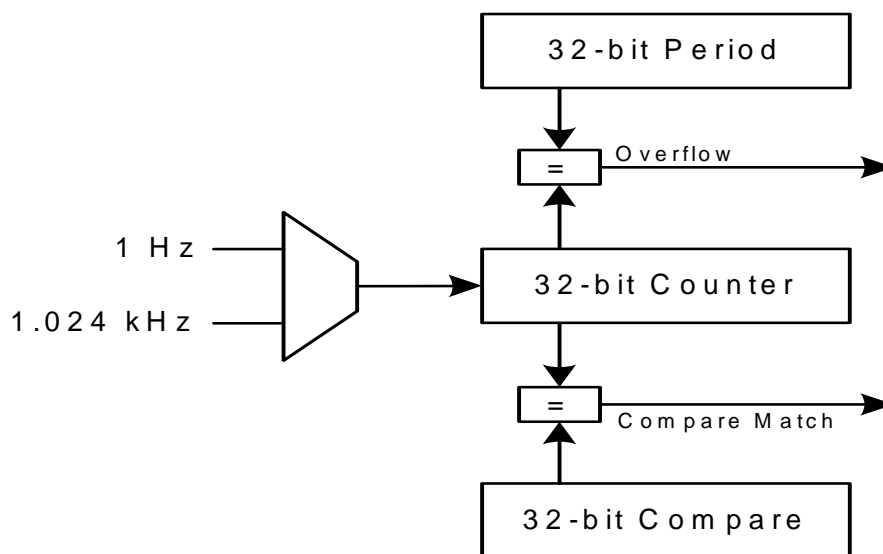 32-bit Period
Overflow
=
1 Hz
32-bit Counter
1.024 kHz
=
Compare Match
32-bit Compare